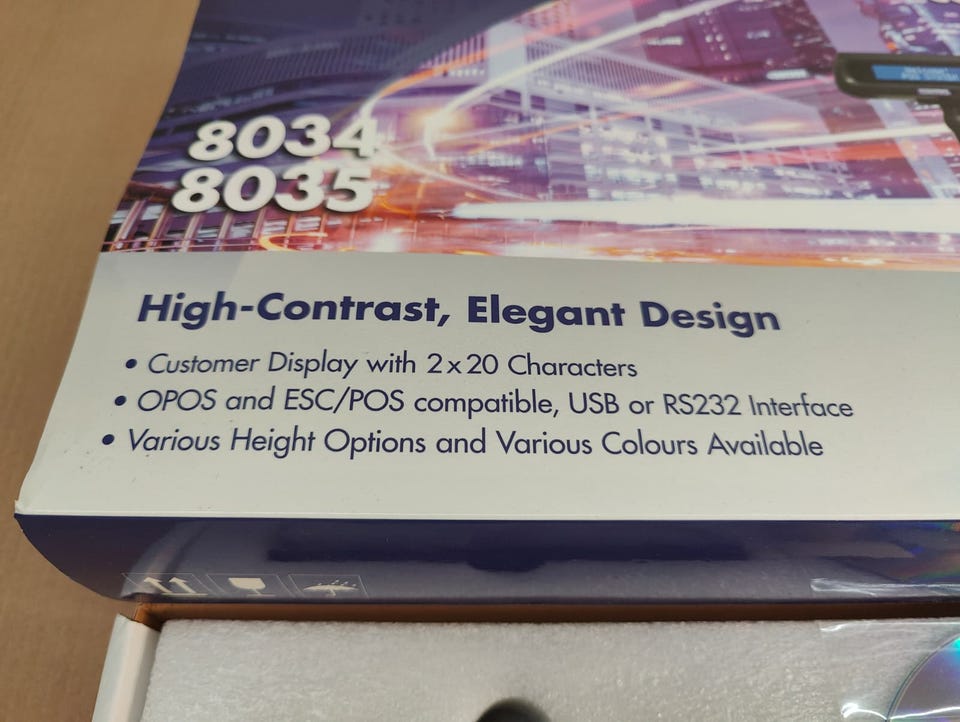 8034
8035
High-Contrast, Elegant Design
• Customer Display with 2x20 Characters
• OPOS and ESC/POS compatible, USB or RS232 Interface
• Various Height Options and Various Colours Available